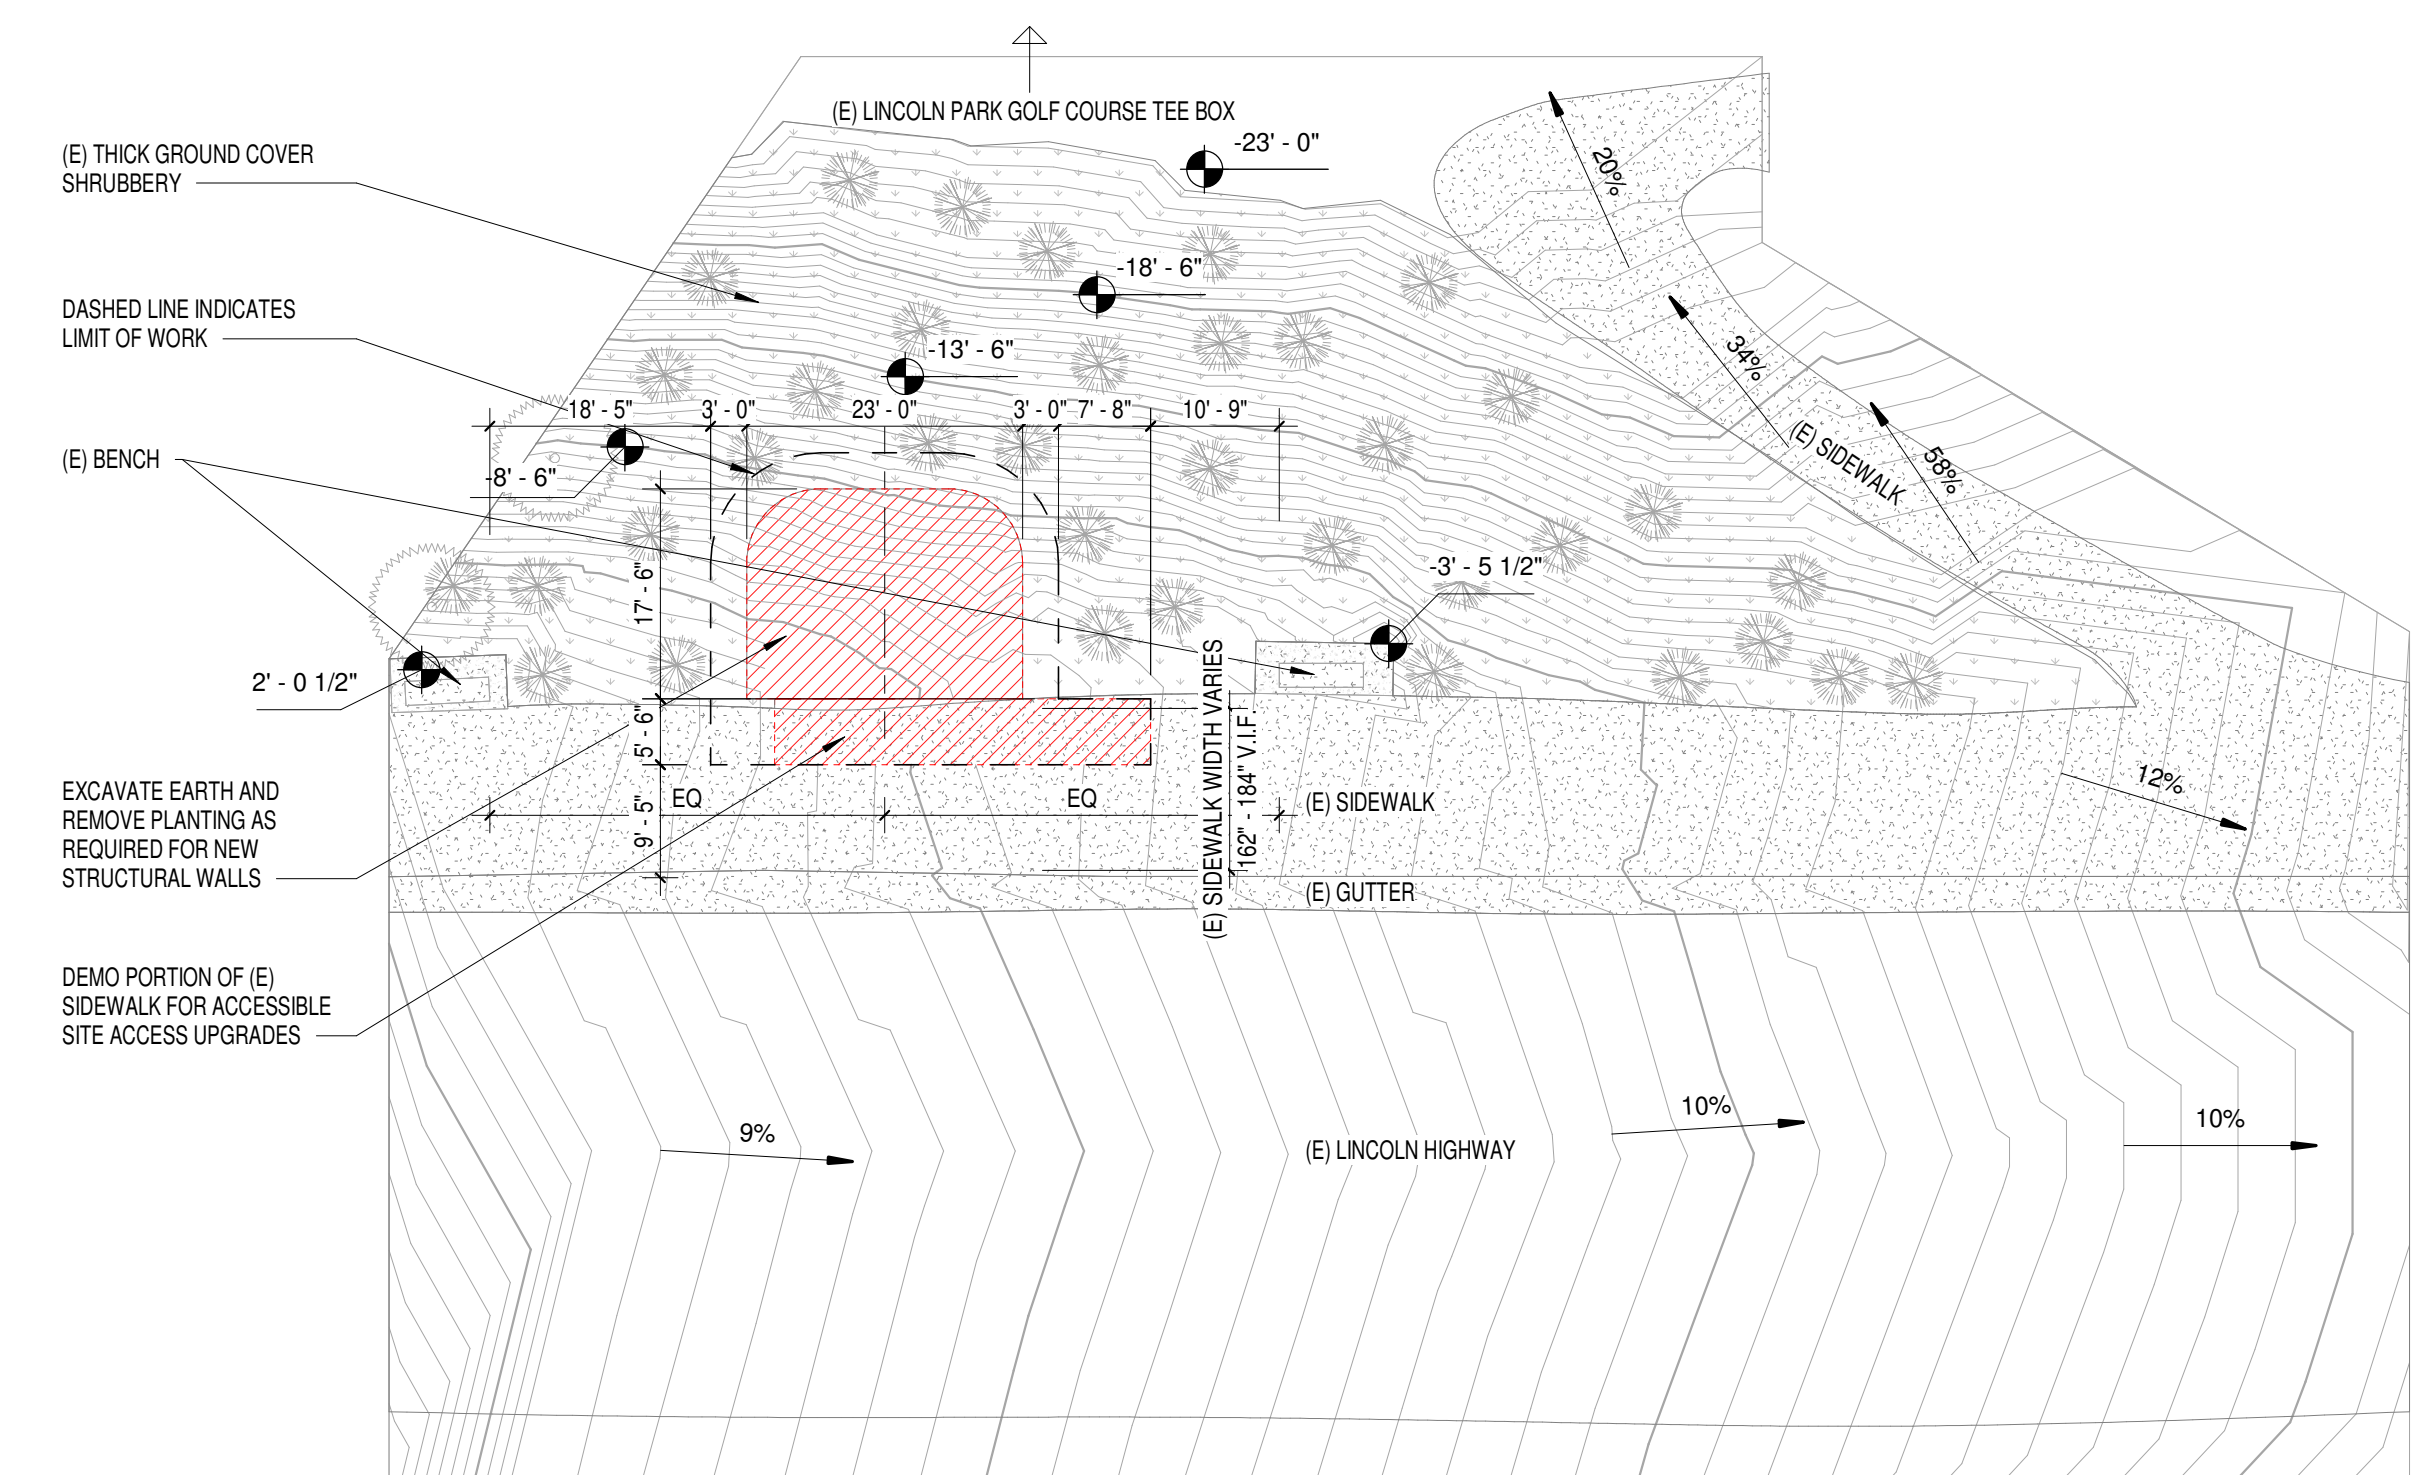 (E) LINCOLN PARK GOLF COURSE TEE BOX
-23' - 0"
(E) THICK GROUND COVER
SHRUBBERY
20%
-18' - 6"
DASHED LINE INDICATES
LIMIT OF WORK
-13' - 6"
34%
18' - 5"
3' - 0"
23' - 0"
3' - 0"
7' - 8"
10' - 9"
(E) SIDEWALK
58%
(E) BENCH
-8' - 6"
17' - 6"
-3' - 5 1/2"
2' - 0 1/2"
5' - 6"
(E) SIDEWALK WIDTH VARIES
162" - 184" V.I.F.
12%
EXCAVATE EARTH AND
REMOVE PLANTING AS
REQUIRED FOR NEW
STRUCTURAL WALLS
9' - 5"
EQ
EQ
(E) SIDEWALK
(E) GUTTER
DEMO PORTION OF (E)
SIDEWALK FOR ACCESSIBLE
SITE ACCESS UPGRADES
9%
(E) LINCOLN HIGHWAY
10%
10%